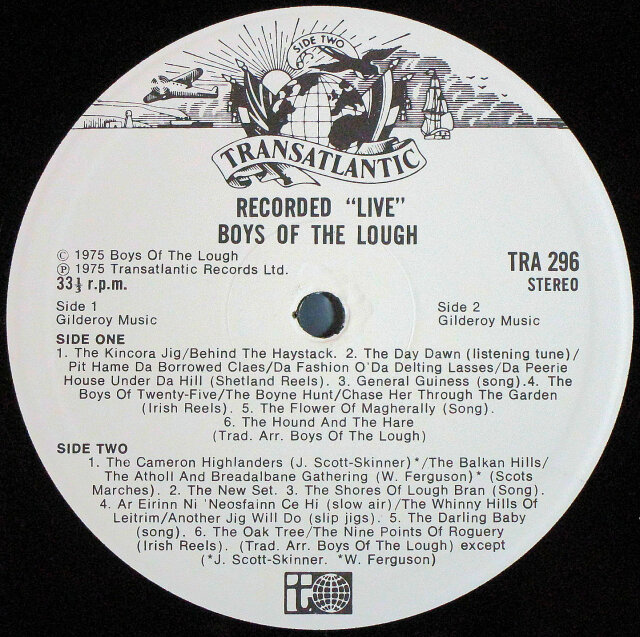 SIDE TWO
TRANSATLANTIC
RECORDED "LIVE"
BOYS OF THE LOUGH
© 1975 Boys Of The Lough
℗ 1975 Transatlantic Records Ltd.
33⅓ r.p.m.
TRA 296
STEREO
Side 1
Gilderoy Music
Side 2
Gilderoy Music
SIDE ONE
1. The Kincora Jig/Behind The Haystack. 2. The Day Dawn (listening tune)/
Pit Hame Da Borrowed Claes/Da Fashion O'Da Delting Lasses/Da Peerie
House Under Da Hill (Shetland Reels). 3. General Guiness (song).4. The
Boys Of Twenty-Five/The Boyne Hunt/Chase Her Through The Garden
(Irish Reels). 5. The Flower Of Magherally (Song).
6. The Hound And The Hare
(Trad. Arr. Boys Of The Lough)
SIDE TWO
1. The Cameron Highlanders (J. Scott-Skinner)*/The Balkan Hills/
The Atholl And Breadalbane Gathering (W. Ferguson)* (Scots
Marches). 2. The New Set. 3. The Shores Of Lough Bran (Song).
4. Ar Eirinn Ni 'Neosfainn Ce Hi (slow air)/The Whinny Hills Of
Leitrim/Another Jig Will Do (slip jigs). 5. The Darling Baby
(song). 6. The Oak Tree/The Nine Points Of Roguery
(Irish Reels). (Trad. Arr. Boys Of The Lough) except
(*J. Scott-Skinner. *W. Ferguson)
it